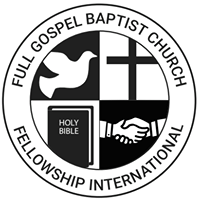 FULL GOSPEL BAPTIST CHURCH
HOLY
BIBLE
FELLOWSHIP INTERNATIONAL